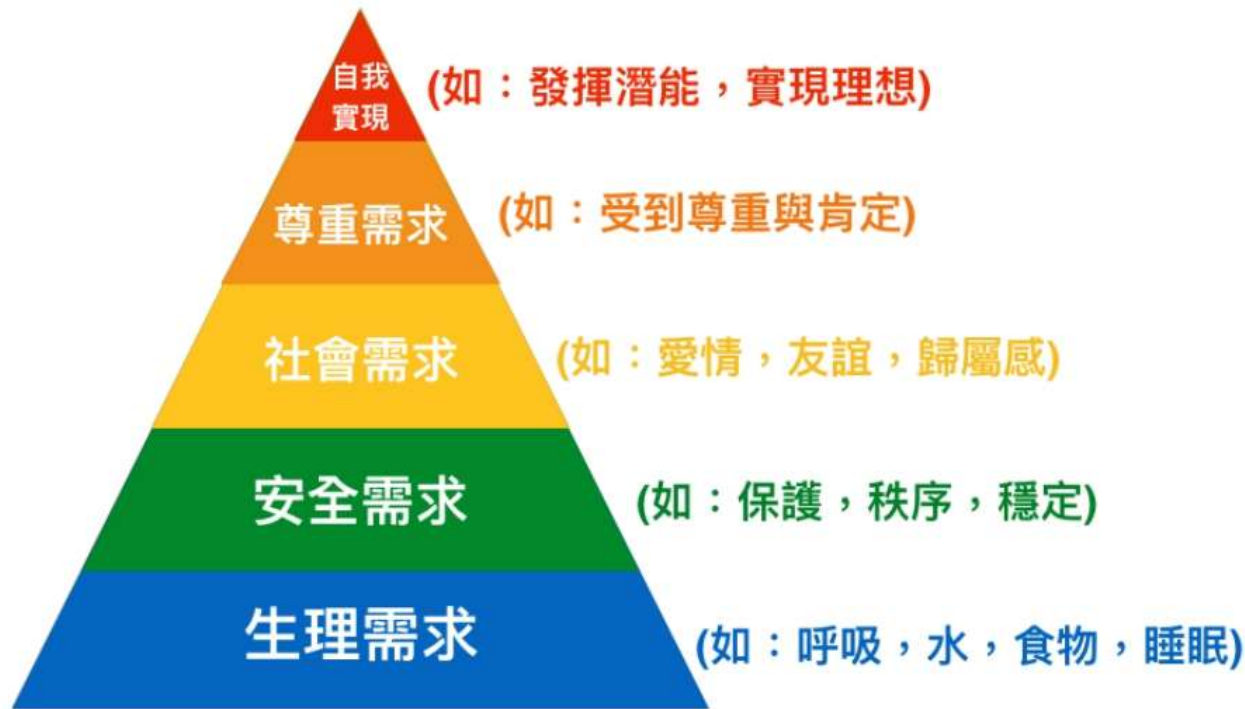 自我
實現
(如：發揮潛能，實現理想)
尊重需求
(如：受到尊重與肯定)
社會需求
(如：愛情，友誼，歸屬感)
安全需求
(如：保護，秩序，穩定)
生理需求
(如：呼吸，水，食物，睡眠)